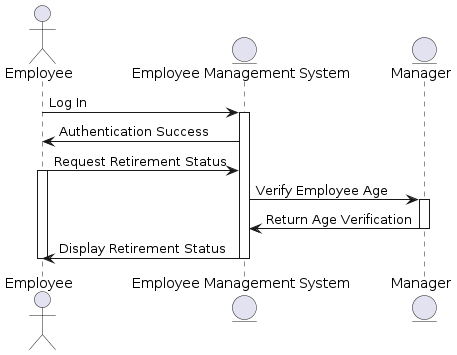 Employee
Employee Management System
Manager
Log In
Authentication Success
Request Retirement Status
Verify Employee Age
Return Age Verification
Display Retirement Status
Employee
Employee Management System
Manager